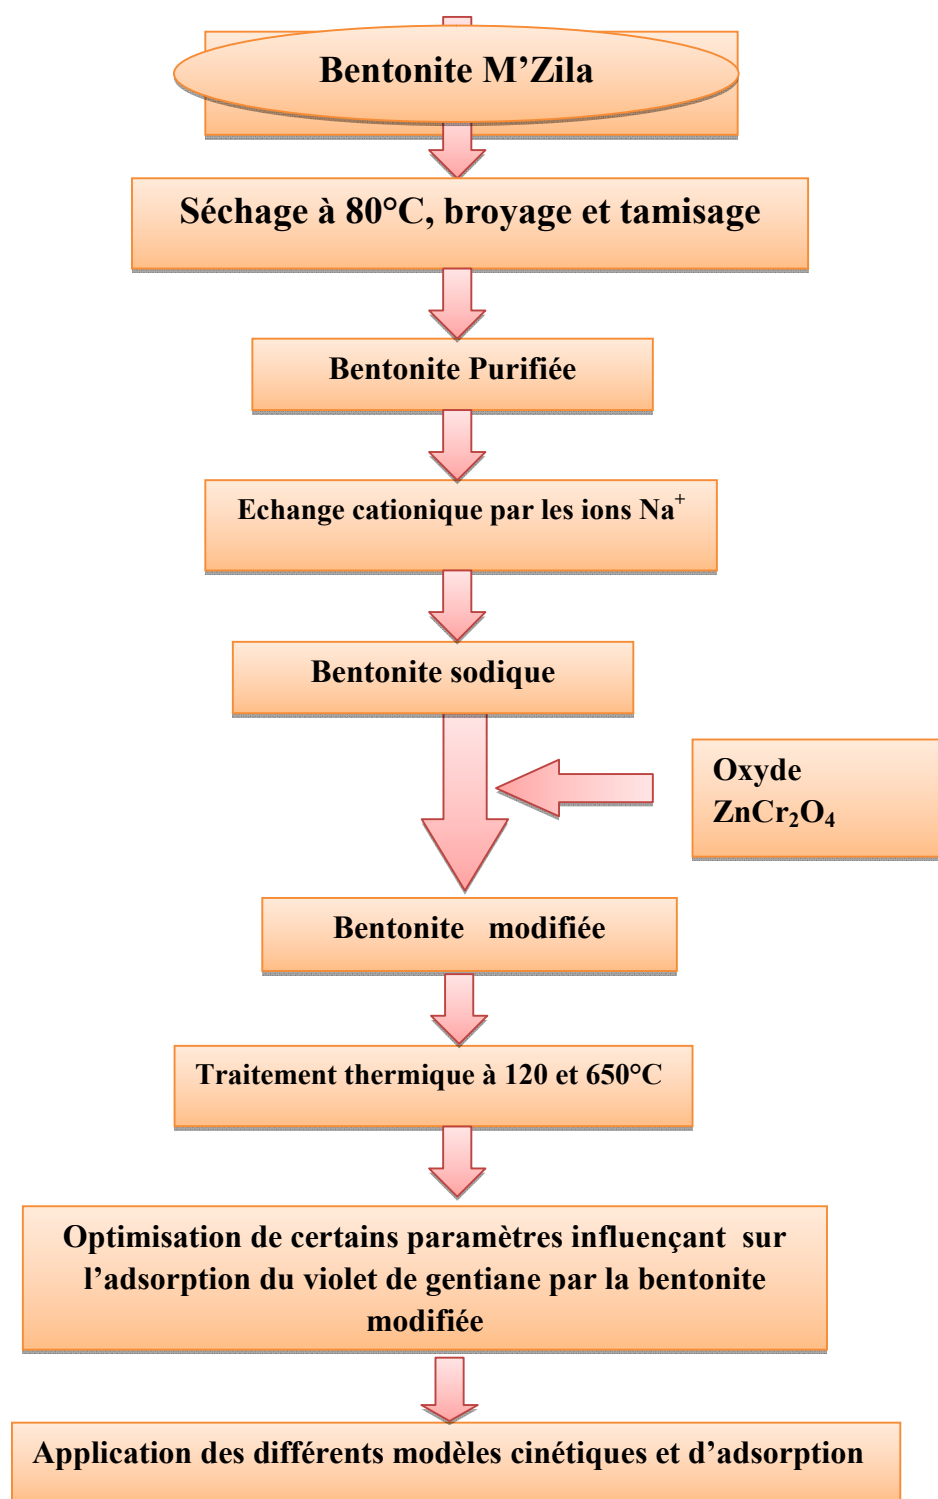 Bentonite M’Zila
Séchage à 80°C, broyage et tamisage
Bentonite Purifiée
Echange cationique par les ions Na⁺
Bentonite sodique
Oxyde
ZnCr₂O₄
Bentonite modifiée
Traitement thermique à 120 et 650°C
Optimisation de certains paramètres influençant sur
l’adsorption du violet de gentiane par la bentonite
modifiée
Application des différents modèles cinétiques et d’adsorption